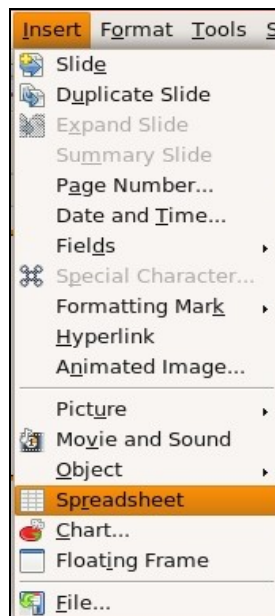 Insert Format Tools S
Slide
Duplicate Slide
Expand Slide
Summary Slide
Page Number...
Date and Time...
Fields
Special Character...
Formatting Mark
Hyperlink
Animated Image...
Picture
Movie and Sound
Object
Spreadsheet
Chart...
Floating Frame
File...